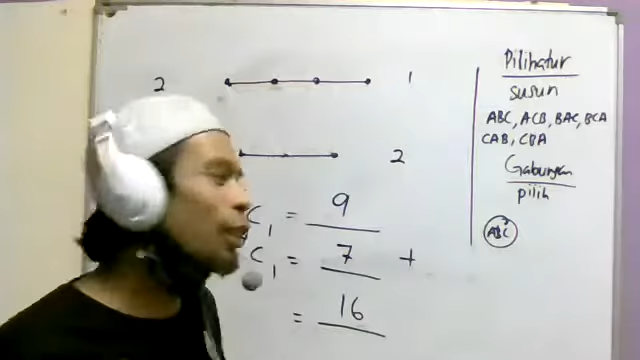 2 1
2
C₁ = 9
C₁ = 7 +
= 16
Pilihatur
susun
ABC, ACB, BAC, BCA
CAB, CBA
Gabungan
pilih
ABC